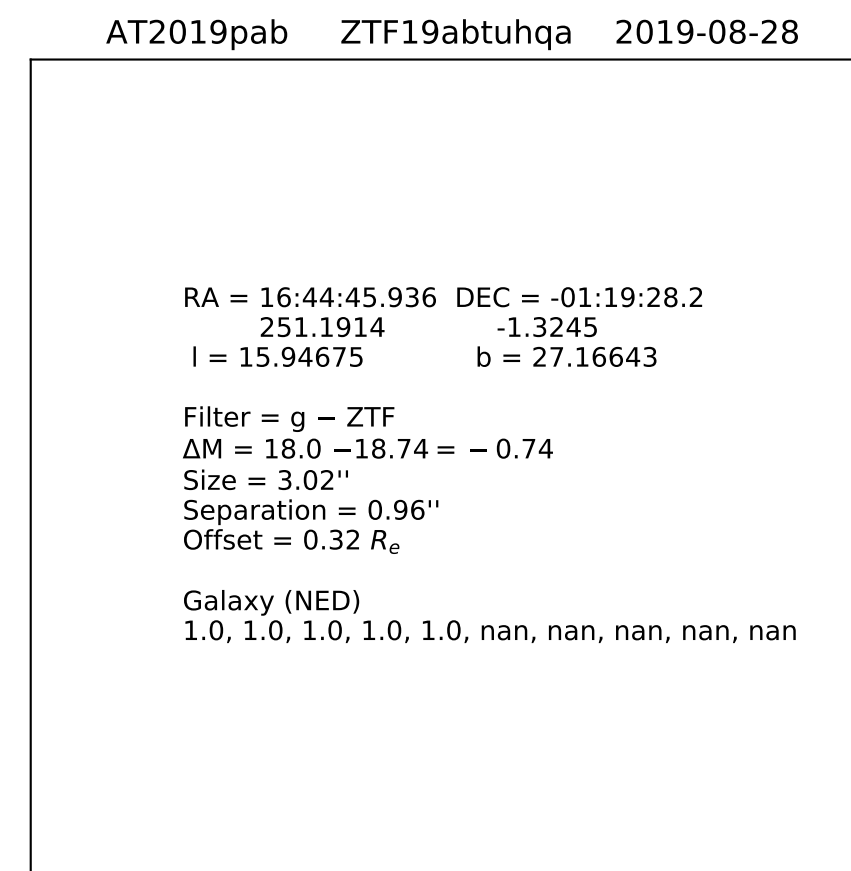 AT2019pab ZTF19abtuhqa 2019-08-28
RA = 16:44:45.936 DEC = -01:19:28.2
251.1914 -1.3245
l = 15.94675 b = 27.16643
Filter = g − ZTF
ΔM = 18.0 −18.74 = − 0.74
Size = 3.02''
Separation = 0.96''
Offset = 0.32 Re
Galaxy (NED)
1.0, 1.0, 1.0, 1.0, 1.0, nan, nan, nan, nan, nan